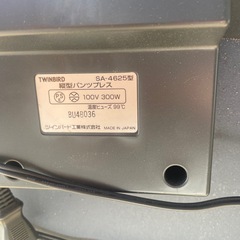 TWINBIRD SA-4625型
縦型パンツプレス
100V 300W
温度ヒューズ 99℃
8U48036
ツインバード工業株式会社 MADE IN JAPAN